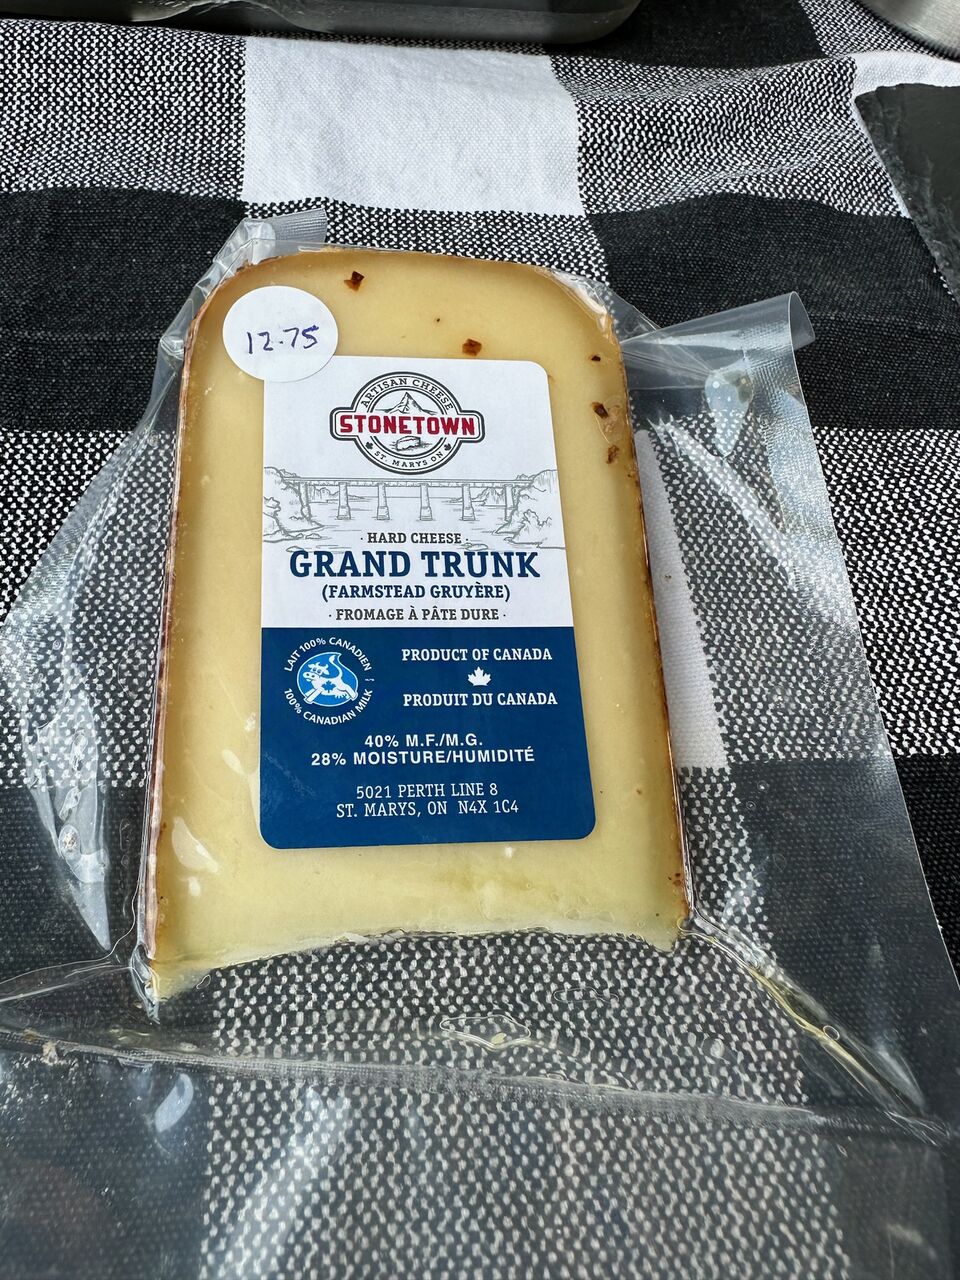 12.75
ARTISAN CHEESE
STONETOWN
ST. MARYS ON
· HARD CHEESE ·
GRAND TRUNK
(FARMSTEAD GRUYÈRE)
· FROMAGE À PÂTE DURE ·
LAIT 100% CANADIEN
100% CANADIAN MILK
PRODUCT OF CANADA
PRODUIT DU CANADA
40% M.F./M.G.
28% MOISTURE/HUMIDITÉ
5021 PERTH LINE 8
ST. MARYS, ON N4X 1C4